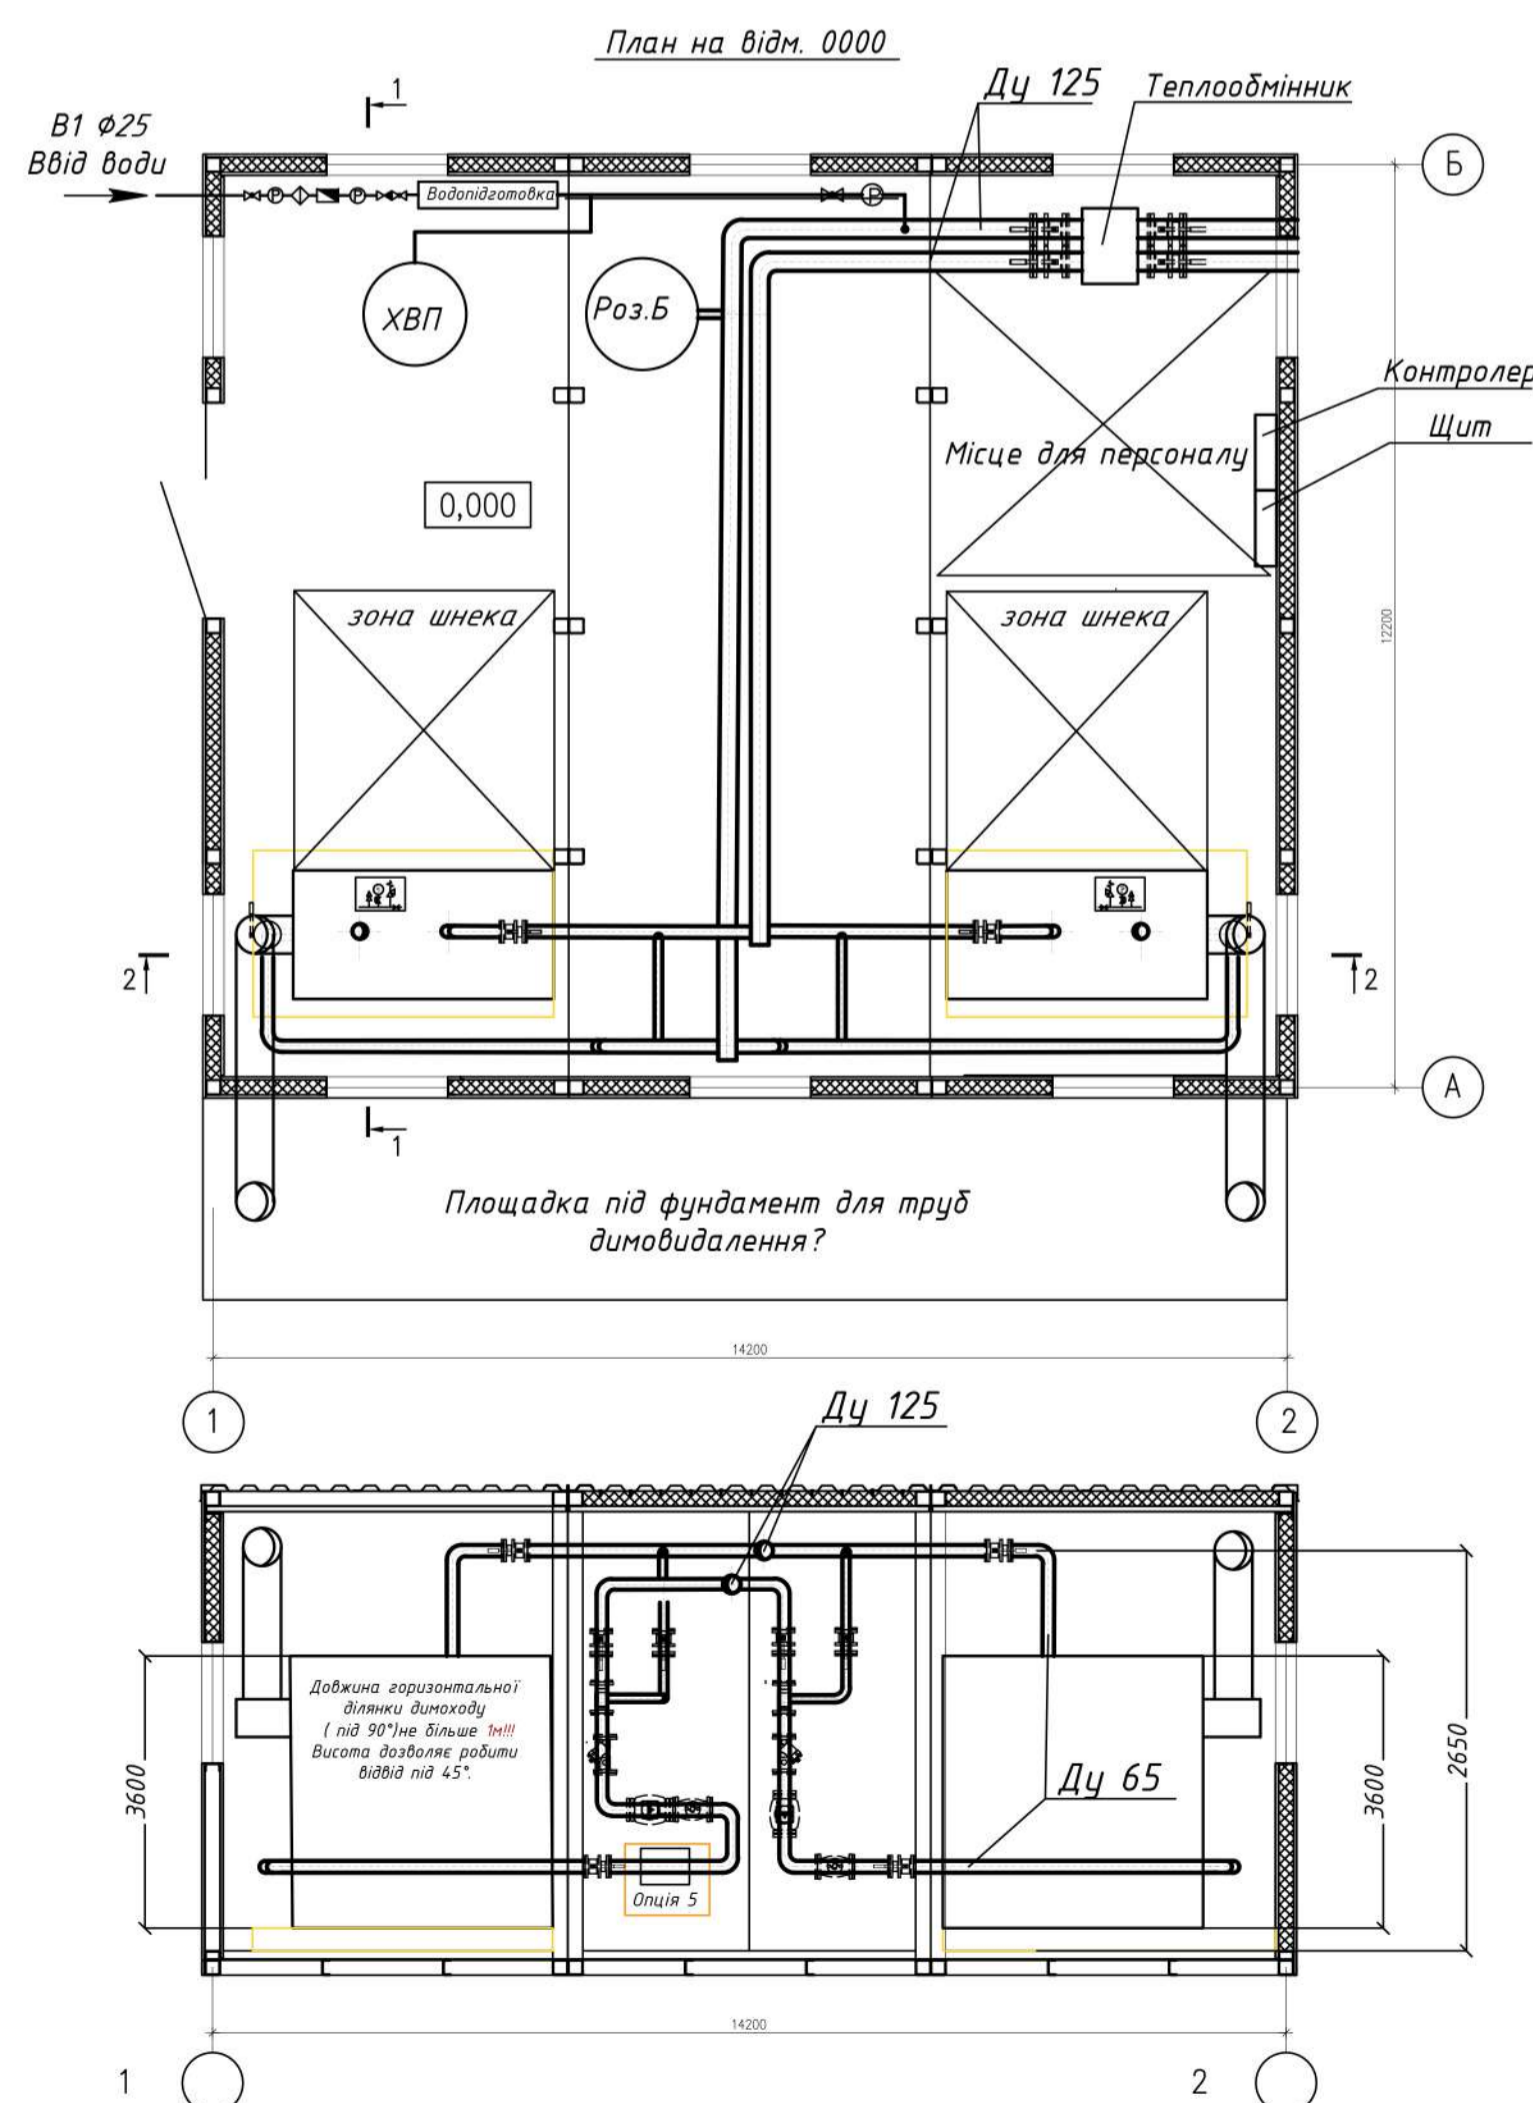 План на відм. 0000
1
Ду 125
Теплообмінник
В1 ϕ25
Ввід води
Б
Р
Р
Водопідготовка
Р
ХВП
Роз.Б
Контролер
Щит
Місце для персоналу
0,000
12200
зона шнека
зона шнека
2
2
А
1
Площадка під фундамент для труб
димовидалення?
14200
1
2
Ду 125
Довжина горизонтальної
ділянки димоходу
( під 90°)не більше 1м!!!
Висота дозволяє робити
відвід під 45°.
3600
Ду 65
3600
2650
Опція 5
14200
1
2